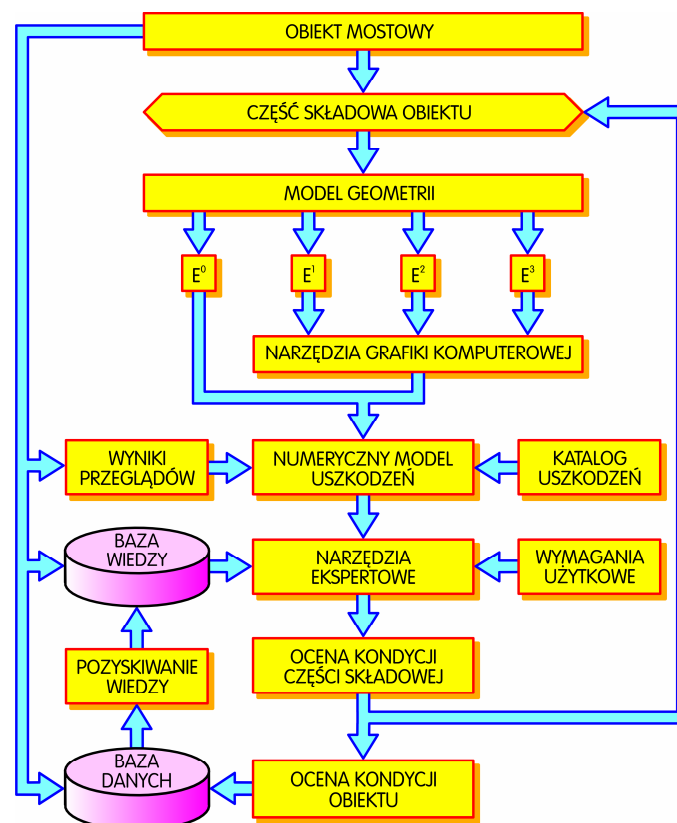 OBIEKT MOSTOWY
CZĘŚĆ SKŁADOWA OBIEKTU
MODEL GEOMETRII
E⁰ E¹ E² E³
NARZĘDZIA GRAFIKI KOMPUTEROWEJ
WYNIKI
PRZEGLĄDÓW
NUMERYCZNY MODEL
USZKODZEŃ
KATALOG
USZKODZEŃ
BAZA
WIEDZY
NARZĘDZIA
EKSPERTOWE
WYMAGANIA
UŻYTKOWE
POZYSKIWANIE
WIEDZY
OCENA KONDYCJI
CZĘŚCI SKŁADOWEJ
BAZA
DANYCH
OCENA KONDYCJI
OBIEKTU